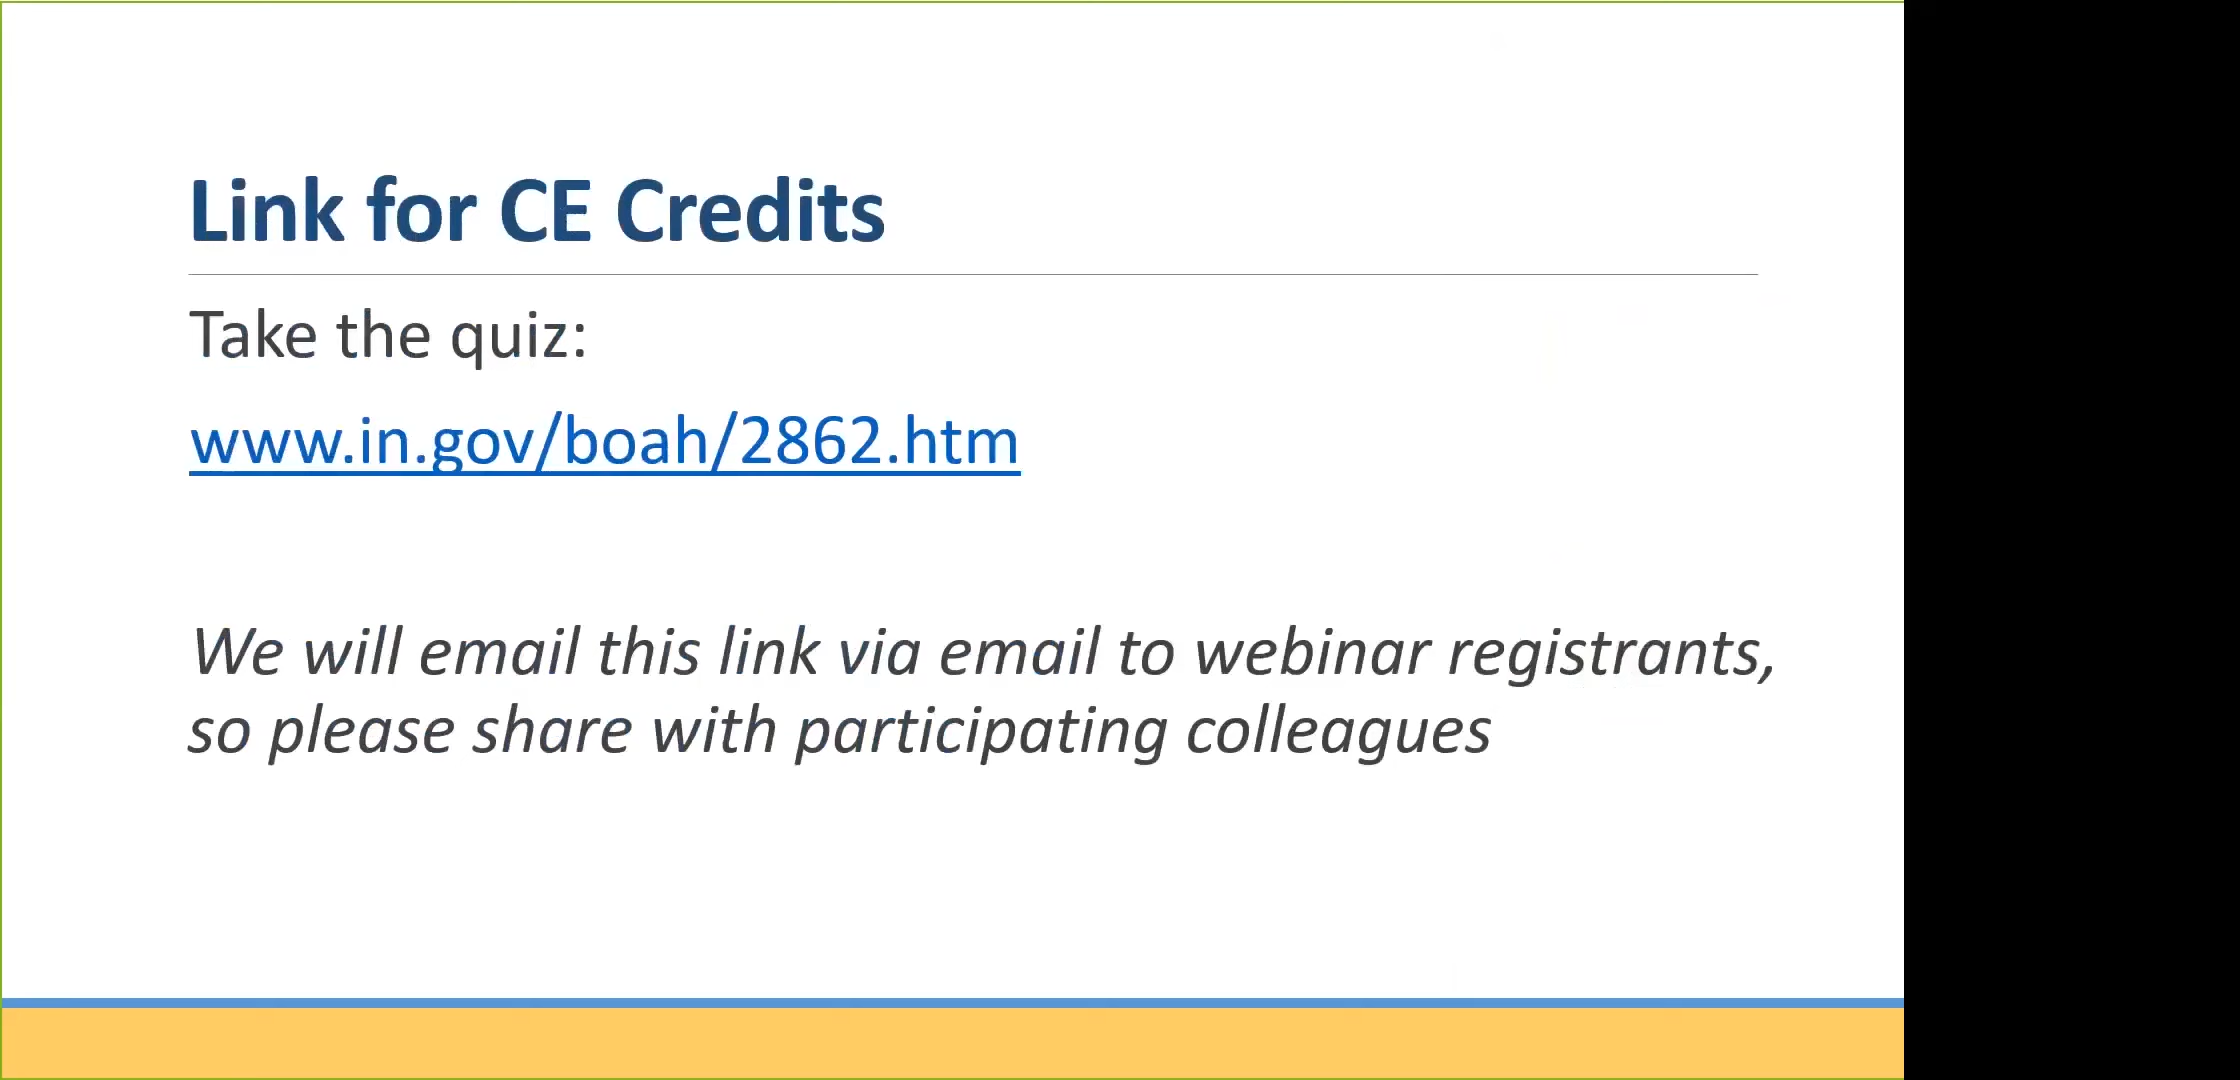 Link for CE Credits
Take the quiz:
www.in.gov/boah/2862.htm
We will email this link via email to webinar registrants,
so please share with participating colleagues